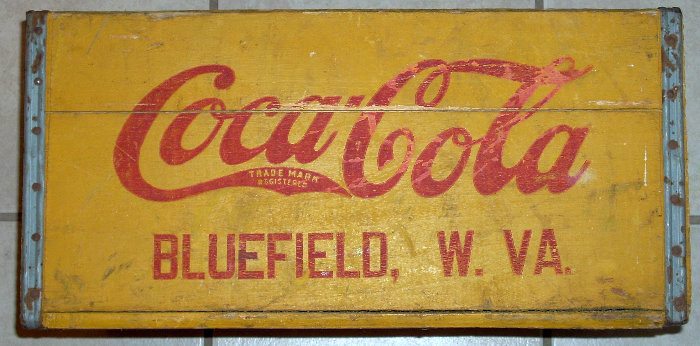 Coca-Cola
TRADE MARK
REGISTERED
BLUEFIELD, W. VA.